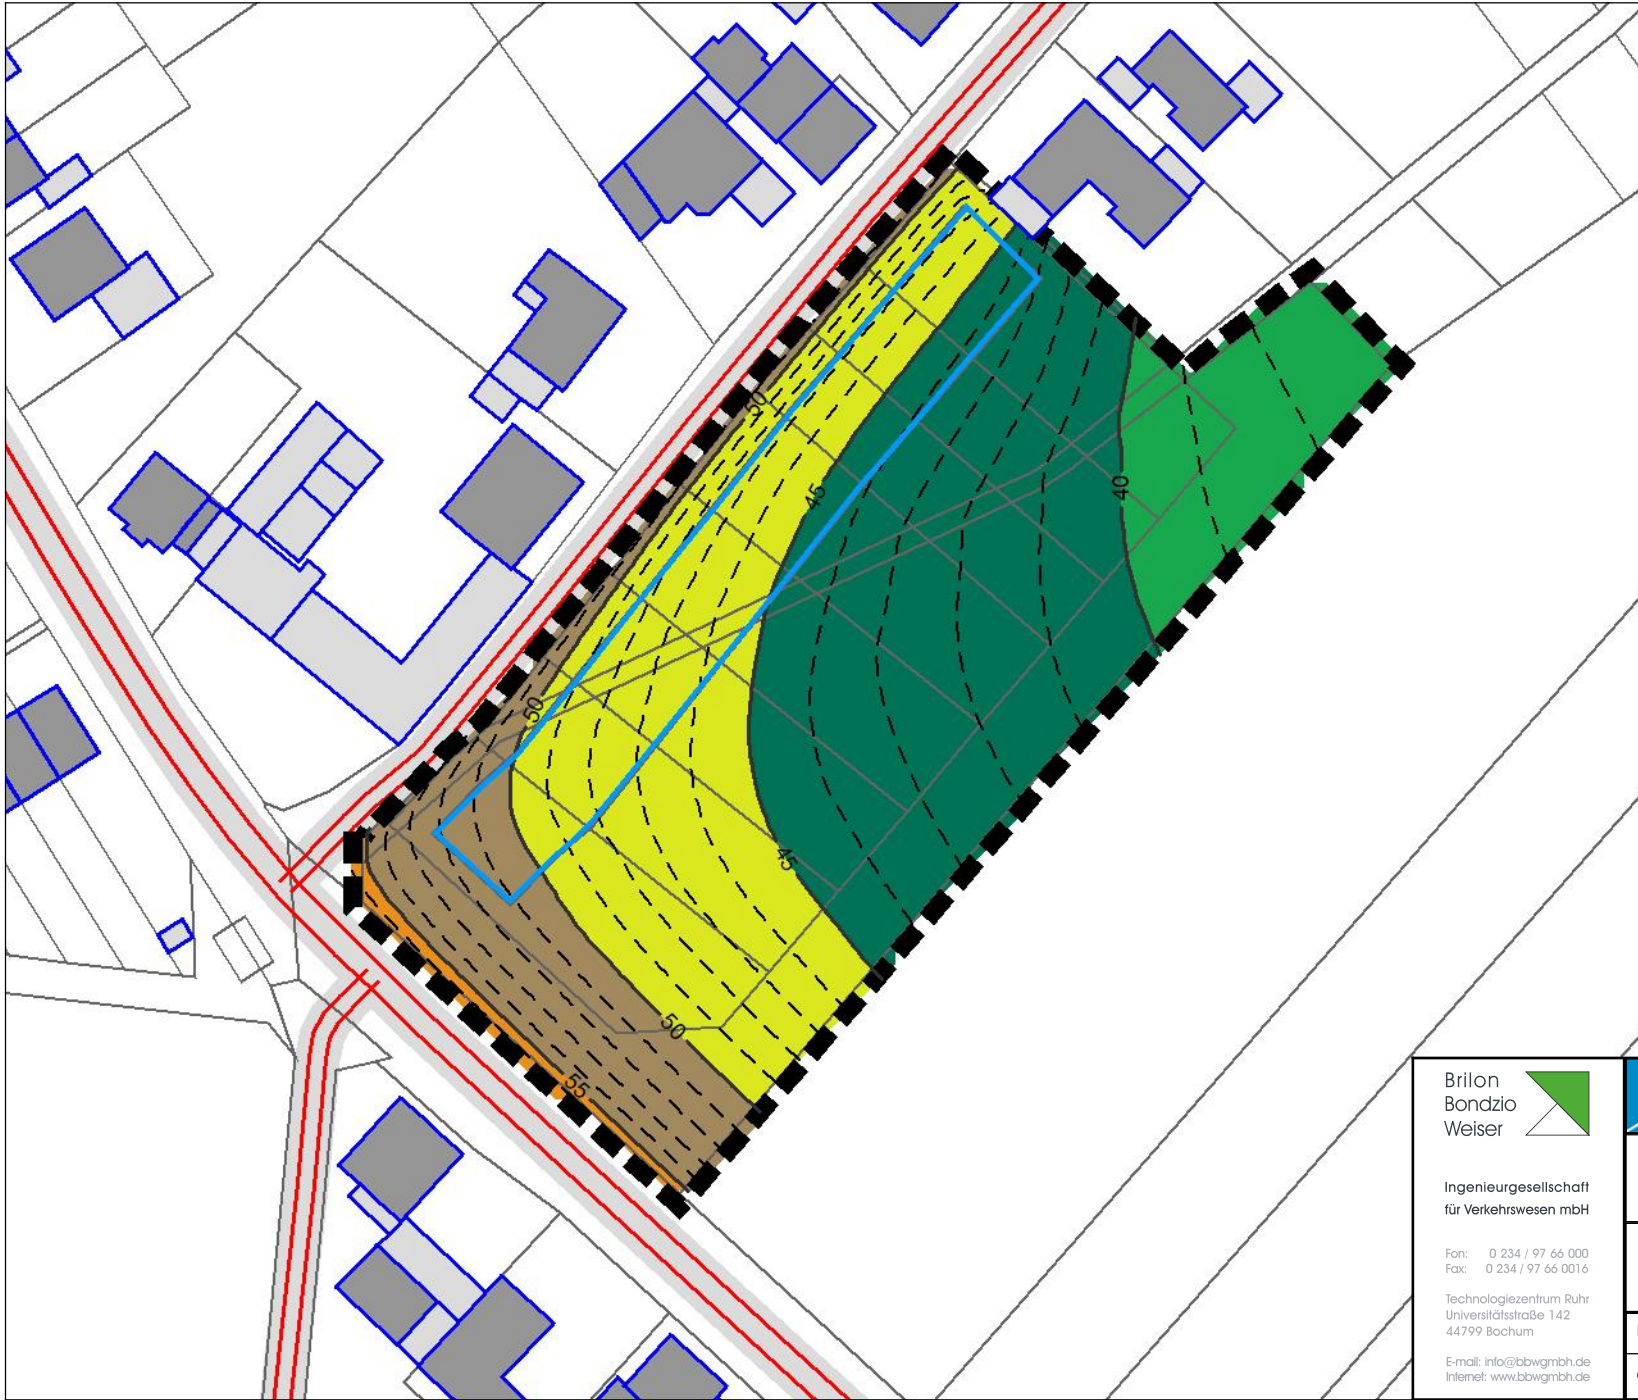 50
45
40
50
45
50
55
Brilon
Bondzio
Weiser
Ingenieurgesellschaft
für Verkehrswesen mbH
Fon: 0 234 / 97 66 000
Fax: 0 234 / 97 66 0016
Technologiezentrum Ruhr
Universitätsstraße 142
44799 Bochum
E-mail: info@bbwgmbh.de
Internet: www.bbwgmbh.de